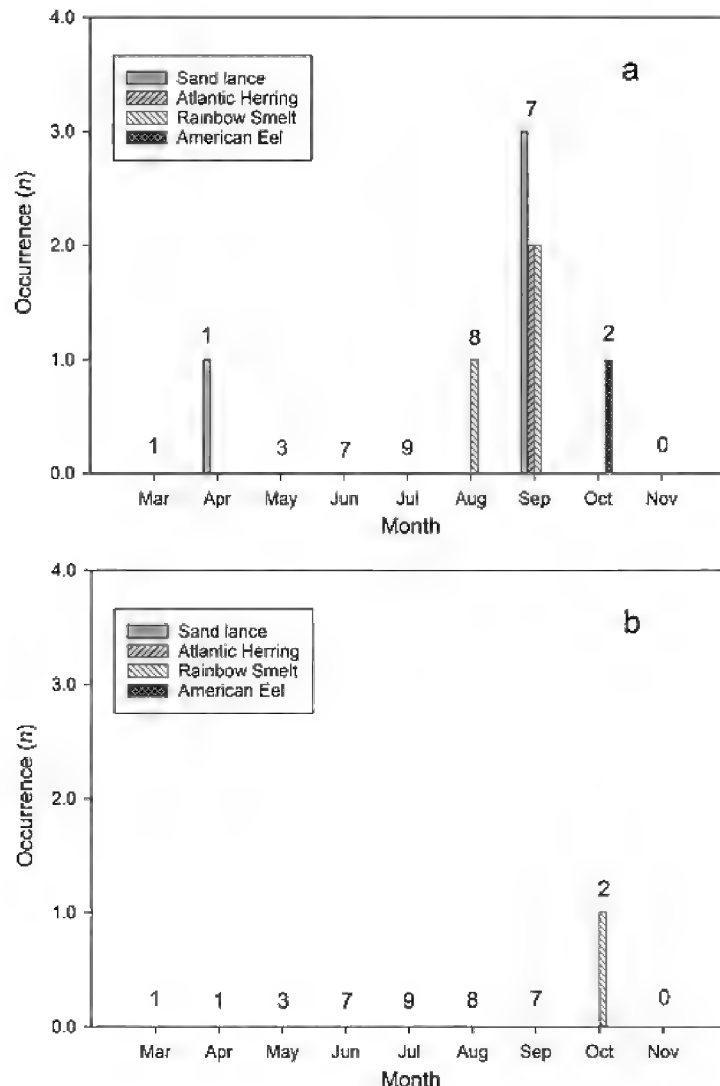 4.0
a
Sand lance
Atlantic Herring
Rainbow Smelt
American Eel
7
3.0
Occurrence (n)
2.0
1 8 2
1.0
1 3 7 9 0
0.0
Mar Apr May Jun Jul Aug Sep Oct Nov
Month
4.0
b
Sand lance
Atlantic Herring
Rainbow Smelt
American Eel
3.0
Occurrence (n)
2.0
2
1.0
1 1 3 7 9 8 7 0
0.0
Mar Apr May Jun Jul Aug Sep Oct Nov
Month